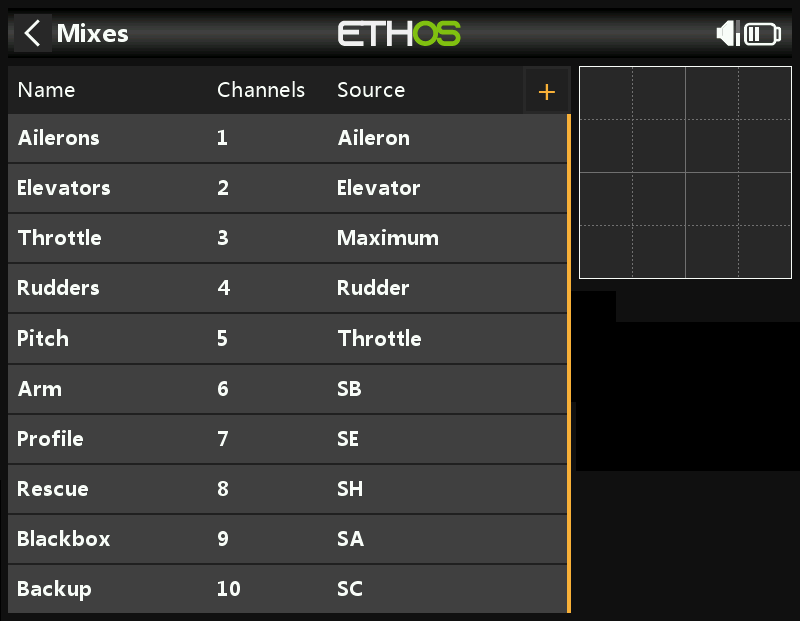 Mixes ETHOS
Name Channels Source +
Ailerons 1 Aileron
Elevators 2 Elevator
Throttle 3 Maximum
Rudders 4 Rudder
Pitch 5 Throttle
Arm 6 SB
Profile 7 SE
Rescue 8 SH
Blackbox 9 SA
Backup 10 SC